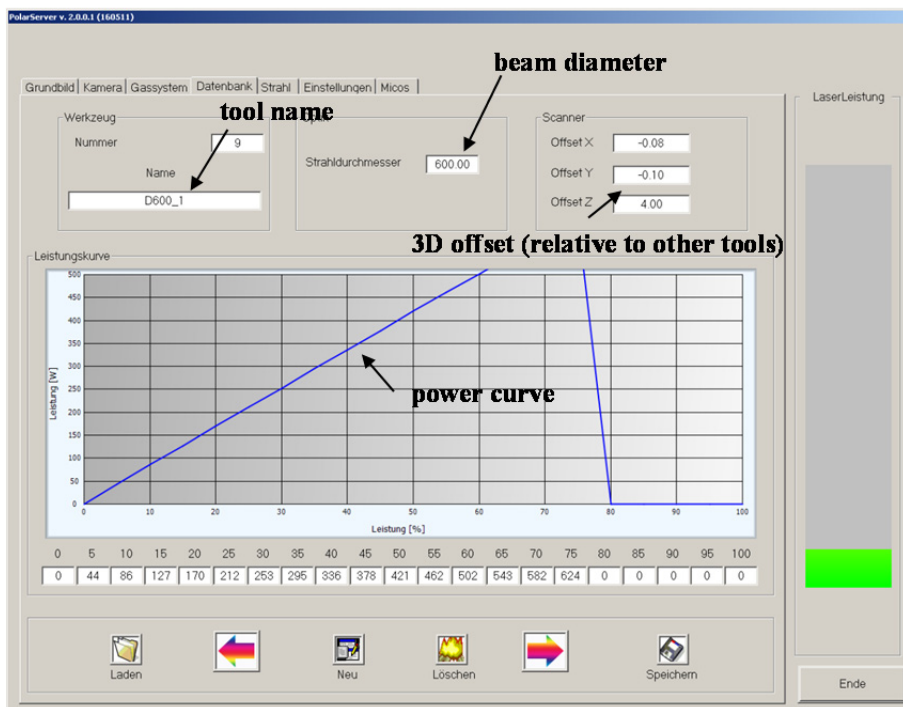 PolarServer v. 2.0.0.1 (160511)
beam diameter
Grundbild Kamera Gassystem Datenbank Strahl Einstellungen Micos
tool name
LaserLeistung
Werkzeug
Scanner
Nummer
9
Offset X
-0.08
Name
Strahldurchmesser
600.00
Offset Y
-0.10
D600_1
Offset Z
4.00
3D offset (relative to other tools)
Leistungskurve
500
450
400
350
300
250
200
150
100
50
0
Leistung [W]
power curve
0 10 20 30 40 50 60 70 80 90 100
Leistung [%]
0 5 10 15 20 25 30 35 40 45 50 55 60 65 70 75 80 85 90 95 100
0 44 86 127 170 212 253 295 336 378 421 462 502 543 582 624 0 0 0 0 0
Laden
Neu
Löschen
Speichern
Ende